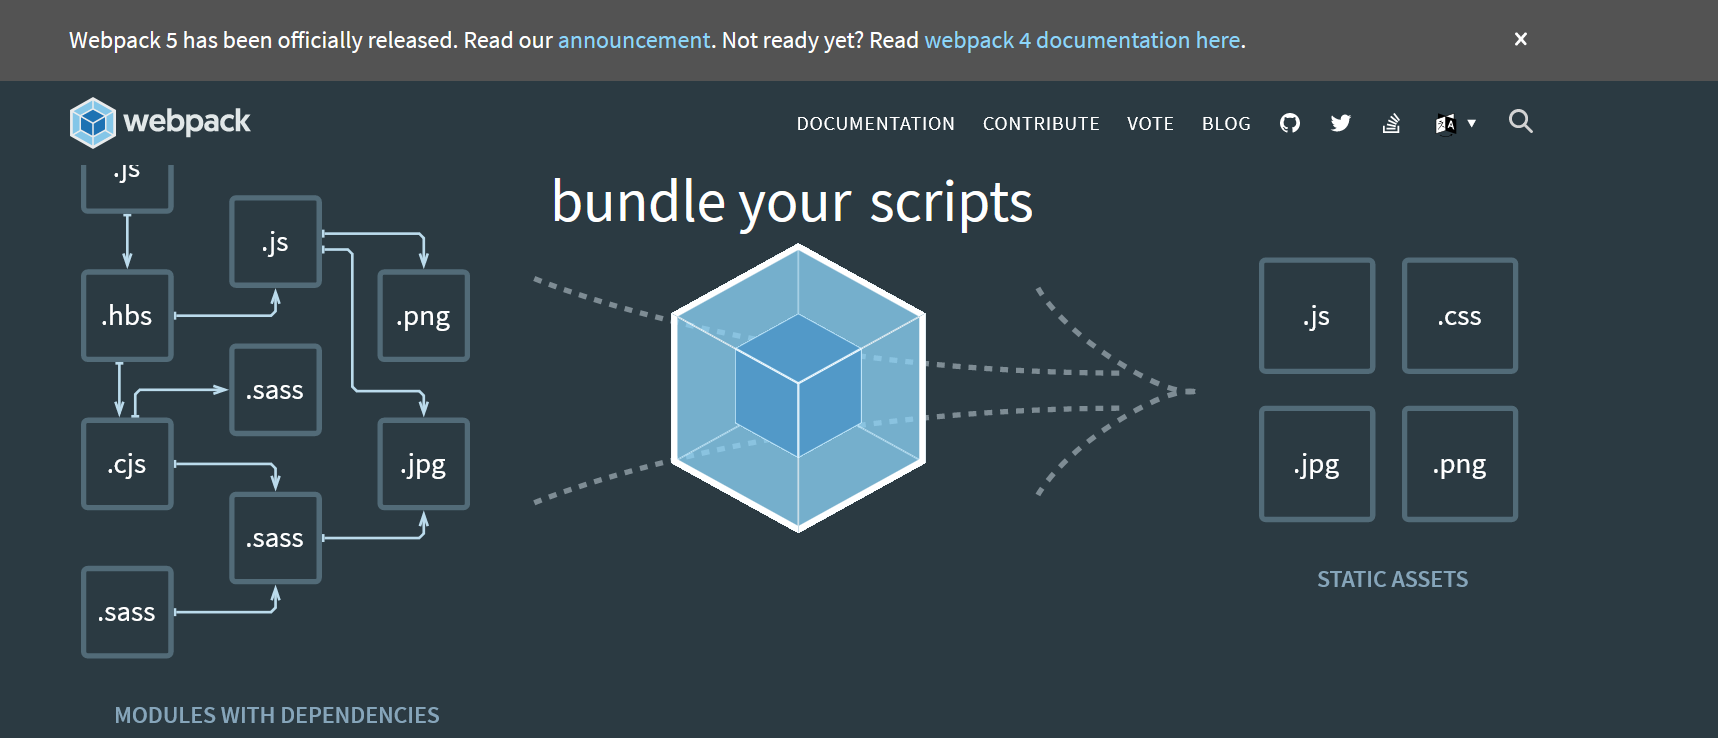 Webpack 5 has been officially released. Read our announcement. Not ready yet? Read webpack 4 documentation here.
webpack
DOCUMENTATION CONTRIBUTE VOTE BLOG
bundle your scripts
.js
.js
.hbs
.png
.sass
.cjs
.jpg
.sass
.sass
MODULES WITH DEPENDENCIES
.js .css
.jpg .png
STATIC ASSETS